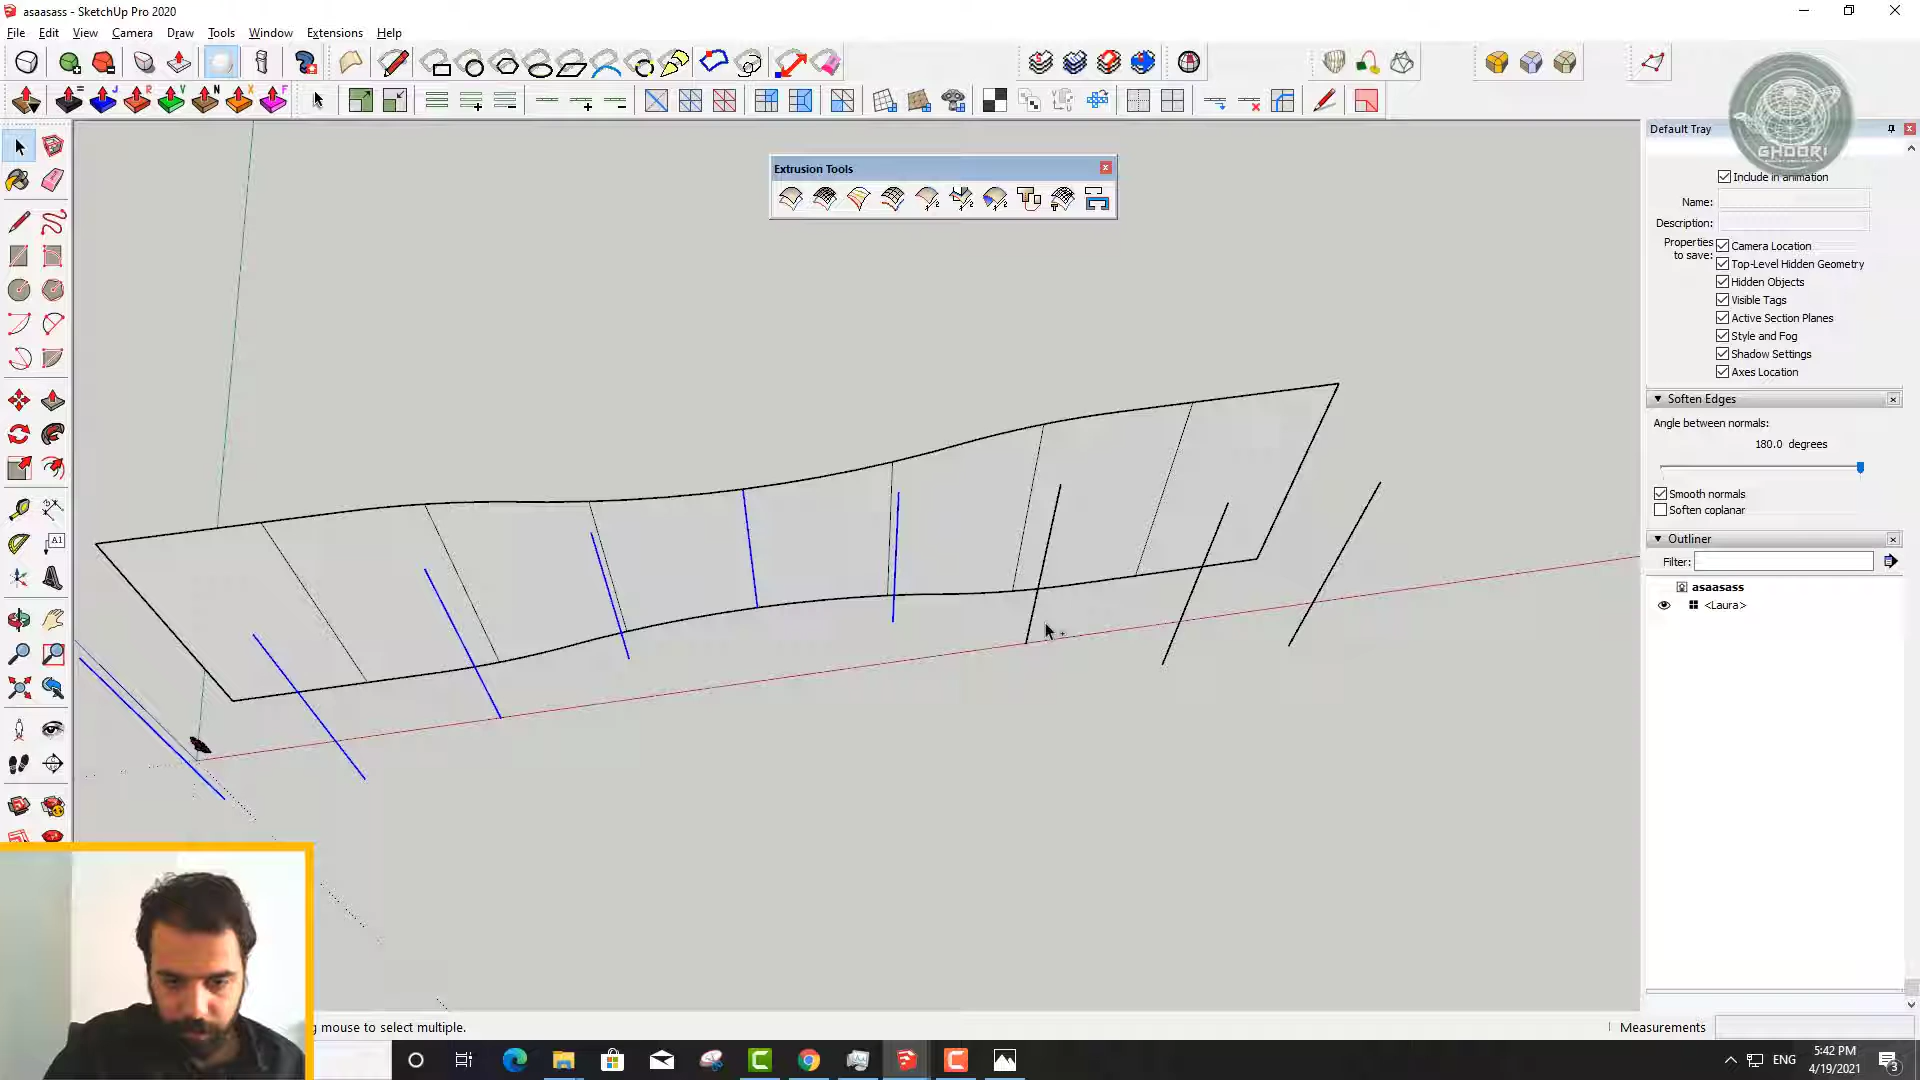 asaasass - SketchUp Pro 2020
File Edit View Camera Draw Tools Window Extensions Help
= J R V N X F
GHOORI
Default Tray
Extrusion Tools
Include in animation
Name:
Description:
Properties to save:
Camera Location
Top-Level Hidden Geometry
Hidden Objects
Visible Tags
Active Section Planes
Style and Fog
Shadow Settings
Axes Location
Soften Edges
Angle between normals:
180.0 degrees
Smooth normals
Soften coplanar
Outliner
Filter:
asaasass
<Laura>
A1
g mouse to select multiple.
Measurements
ENG
5:42 PM
4/19/2021
3